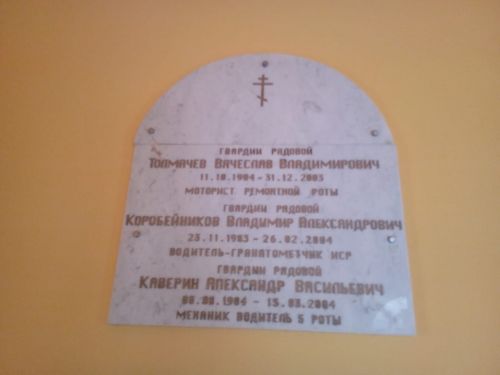 ГВАРДИИ РЯДОВОЙ
ТОЛМАЧЕВ ВЯЧЕСЛАВ ВЛАДИМИРОВИЧ
11.10.1984-31.12.2003
МОТОРИСТ РЕМОНТНОЙ РОТЫ
ГВАРДИИ РЯДОВОЙ
КОРОБЕЙНИКОВ ВЛАДИМИР АЛЕКСАНДРОВИЧ
23.11.1983 - 26.02.2004
ВОДИТЕЛЬ-ГРАНАТОМЕТЧИК ИСР
ГВАРДИИ РЯДОВОЙ
КАВЕРИН АЛЕКСАНДР ВАСИЛЬЕВИЧ
- 15.03.2004
МЕХАНИК ВОДИТЕЛЬ 5 РОТЫ